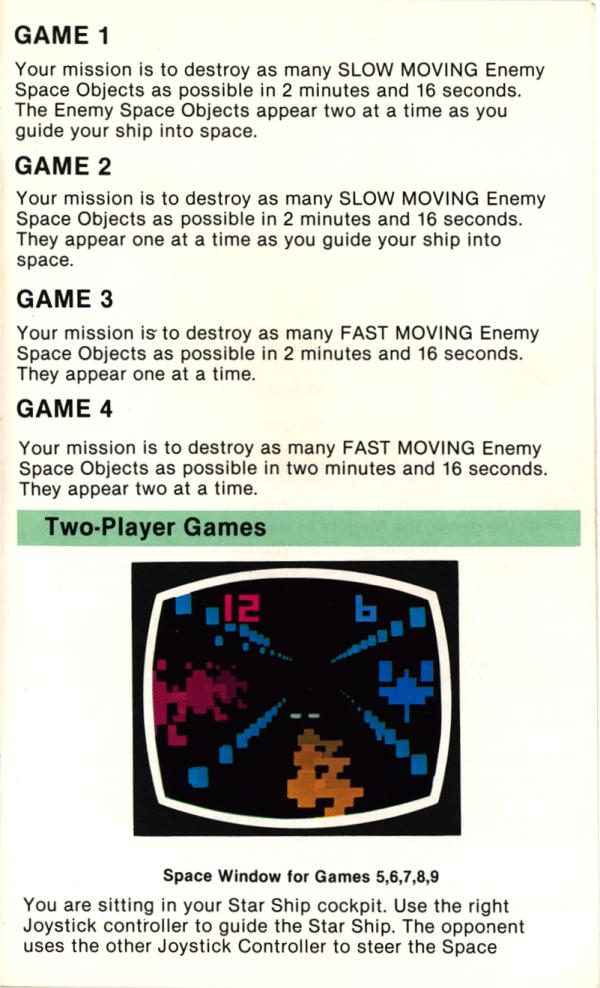 GAME 1
Your mission is to destroy as many SLOW MOVING Enemy
Space Objects as possible in 2 minutes and 16 seconds.
The Enemy Space Objects appear two at a time as you
guide your ship into space.
GAME 2
Your mission is to destroy as many SLOW MOVING Enemy
Space Objects as possible in 2 minutes and 16 seconds.
They appear one at a time as you guide your ship into
space.
GAME 3
Your mission is to destroy as many FAST MOVING Enemy
Space Objects as possible in 2 minutes and 16 seconds.
They appear one at a time.
GAME 4
Your mission is to destroy as many FAST MOVING Enemy
Space Objects as possible in two minutes and 16 seconds.
They appear two at a time.
Two-Player Games
12 6
Space Window for Games 5,6,7,8,9
You are sitting in your Star Ship cockpit. Use the right
Joystick controller to guide the Star Ship. The opponent
uses the other Joystick Controller to steer the Space